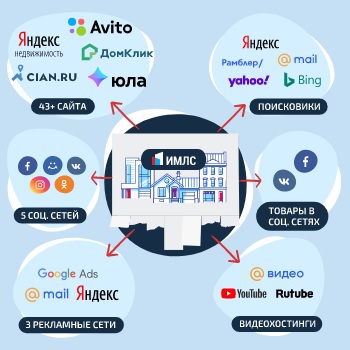 Яндекс
недвижимость
Avito
ДомКлик
CIAN.RU
юла
43+ САЙТА
Яндекс
Рамблер/
@mail
yahoo!
Bing
ПОИСКОВИКИ
ИМЛС
5 СОЦ. СЕТЕЙ
ТОВАРЫ В
СОЦ. СЕТЯХ
Google Ads
@mail Яндекс
3 РЕКЛАМНЫЕ СЕТИ
@видео
YouTube Rutube
ВИДЕОХОСТИНГИ